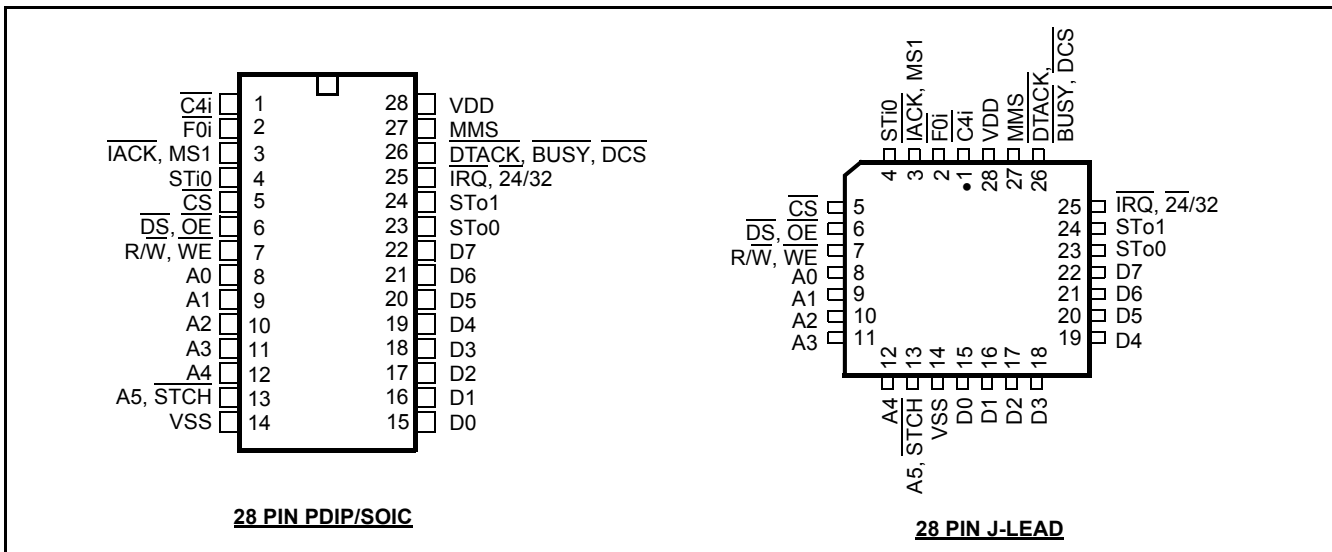 C4i 1 28 VDD
F0i 2 27 MMS
IACK, MS1 3 26 DTACK, BUSY, DCS
STi0 4 25 IRQ, 24/32
CS 5 24 STo1
DS, OE 6 23 STo0
R/W, WE 7 22 D7
A0 8 21 D6
A1 9 20 D5
A2 10 19 D4
A3 11 18 D3
A4 12 17 D2
A5, STCH 13 16 D1
VSS 14 15 D0
28 PIN PDIP/SOIC
STi0
IACK, MS1
F0i
C4i
VDD
MMS
DTACK,
BUSY, DCS
4 3 2 1 28 27 26
CS 5 25 IRQ, 24/32
DS, OE 6 24 STo1
R/W, WE 7 23 STo0
A0 8 22 D7
A1 9 21 D6
A2 10 20 D5
A3 11 19 D4
12 13 14 15 16 17 18
A4
A5, STCH
VSS
D0
D1
D2
D3
28 PIN J-LEAD